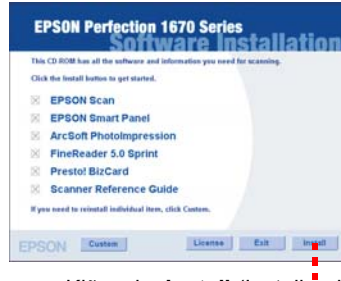 EPSON Perfection 1670 Series
Software Installation
This CD-ROM has all the software and information you need for scanning.
Click the Install button to get started.
EPSON Scan
EPSON Smart Panel
ArcSoft PhotoImpression
FineReader 5.0 Sprint
Presto! BizCard
Scanner Reference Guide
If you need to reinstall individual item, click Custom.
EPSON Custom License Exit Install